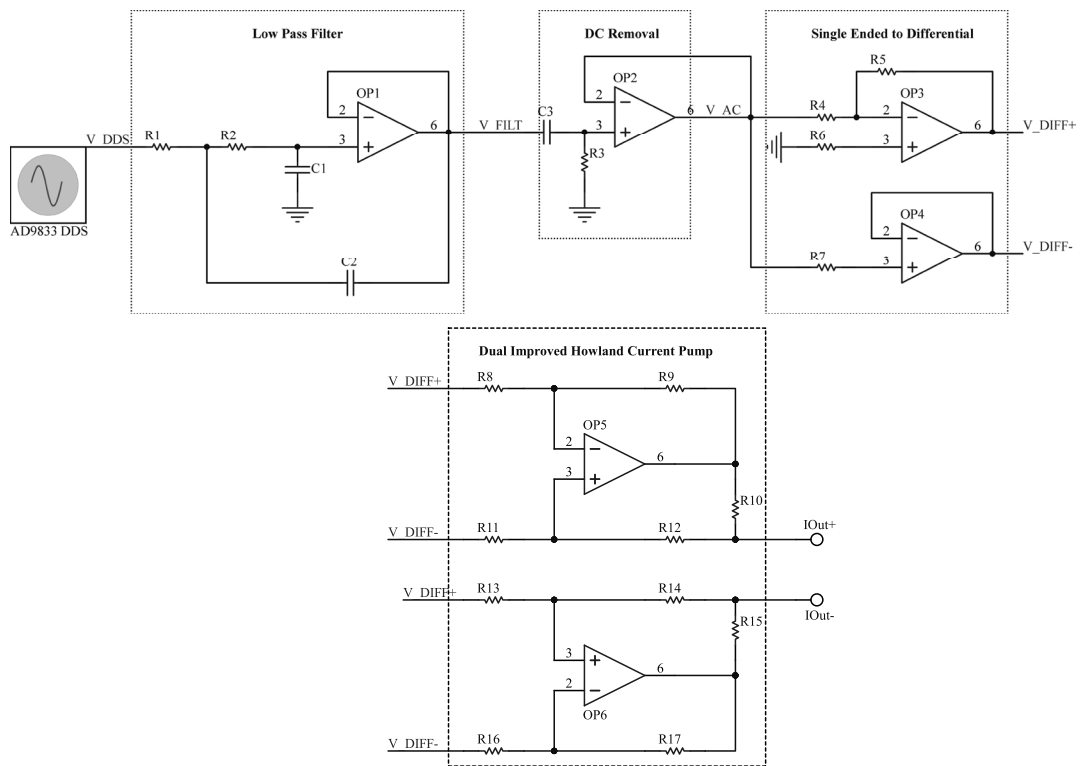 Low Pass Filter
DC Removal
Single Ended to Differential
OP1
2
3
6
V_DDS
R1
R2
C1
C2
AD9833 DDS
V_FILT
C3
OP2
2
3
6
R3
V_AC
R4
R5
R6
OP3
2
3
6
V_DIFF+
R7
OP4
2
3
6
V_DIFF-
Dual Improved Howland Current Pump
V_DIFF+
R8
R9
OP5
2
3
6
R10
V_DIFF-
R11
R12
IOut+
V_DIFF+
R13
R14
IOut-
R15
3
2
6
OP6
V_DIFF-
R16
R17